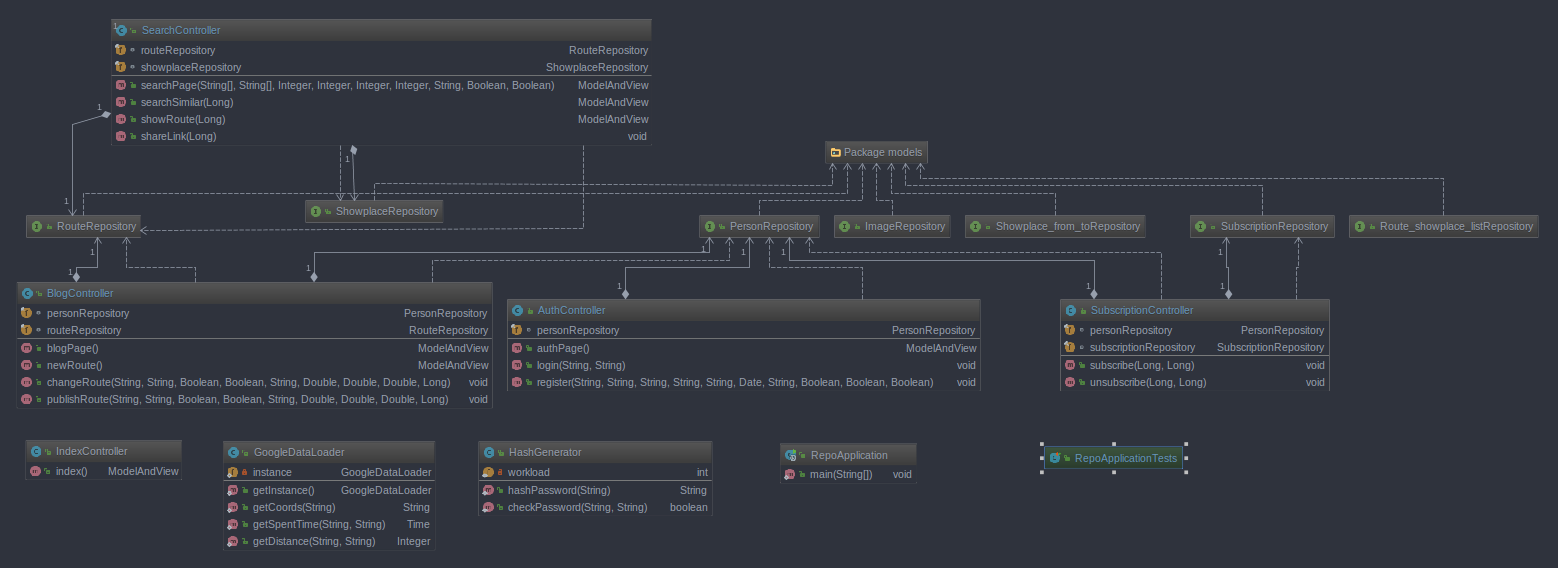 SearchController
routeRepository RouteRepository
showplaceRepository ShowplaceRepository
searchPage(String[], String[], Integer, Integer, Integer, Integer, String, Boolean, Boolean) ModelAndView
searchSimilar(Long) ModelAndView
showRoute(Long) ModelAndView
shareLink(Long) void
1
1
1
1
Package models
RouteRepository
ShowplaceRepository
PersonRepository
ImageRepository
Showplace_from_toRepository
SubscriptionRepository
Route_showplace_listRepository
1
1
1
1
1
1
1
1
1
1
BlogController
personRepository PersonRepository
routeRepository RouteRepository
blogPage() ModelAndView
newRoute() ModelAndView
changeRoute(String, String, Boolean, Boolean, String, Double, Double, Double, Long) void
publishRoute(String, String, Boolean, Boolean, String, Double, Double, Double, Long) void
AuthController
personRepository PersonRepository
authPage() ModelAndView
login(String, String) void
register(String, String, String, String, String, Date, String, Boolean, Boolean, Boolean) void
SubscriptionController
personRepository PersonRepository
subscriptionRepository SubscriptionRepository
subscribe(Long, Long) void
unsubscribe(Long, Long) void
IndexController
index() ModelAndView
GoogleDataLoader
instance GoogleDataLoader
getInstance() GoogleDataLoader
getCoords(String) String
getSpentTime(String, String) Time
getDistance(String, String) Integer
HashGenerator
workload int
hashPassword(String) String
checkPassword(String, String) boolean
RepoApplication
main(String[]) void
RepoApplicationTests